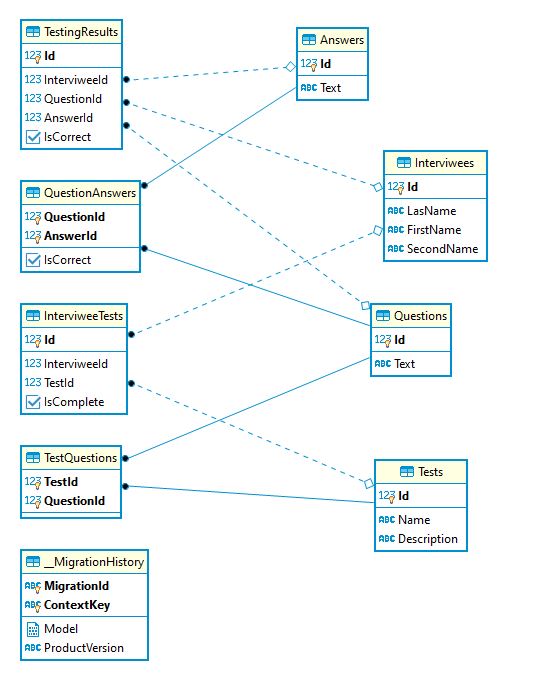 TestingResults
123 Id
123 InterviweeId
123 QuestionId
123 AnswerId
IsCorrect
Answers
123 Id
ABC Text
Interviwees
123 Id
ABC LasName
ABC FirstName
ABC SecondName
QuestionAnswers
123 QuestionId
123 AnswerId
IsCorrect
InterviweeTests
123 Id
123 InterviweeId
123 TestId
IsComplete
Questions
123 Id
ABC Text
TestQuestions
123 TestId
123 QuestionId
Tests
123 Id
ABC Name
ABC Description
__MigrationHistory
ABC MigrationId
ABC ContextKey
Model
ABC ProductVersion